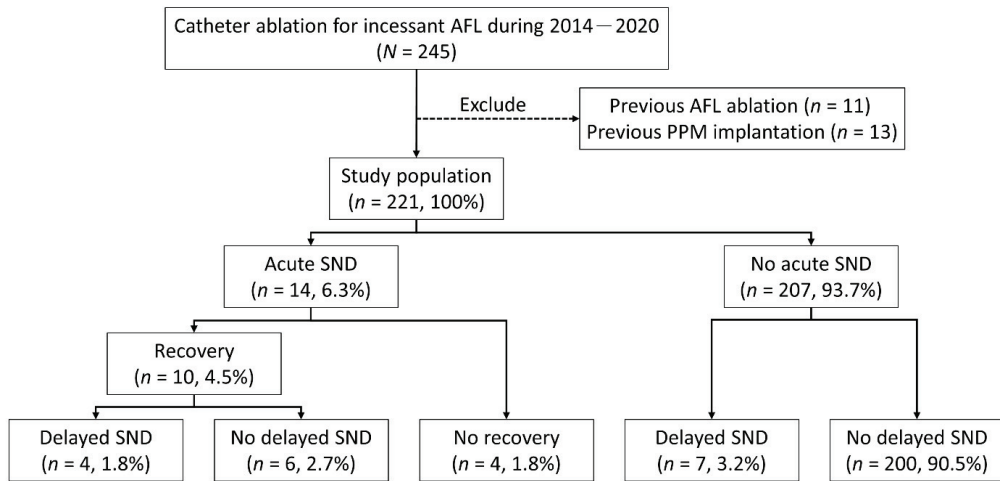 Catheter ablation for incessant AFL during 2014－2020
(N = 245)
Exclude
Previous AFL ablation (n = 11)
Previous PPM implantation (n = 13)
Study population
(n = 221, 100%)
Acute SND
(n = 14, 6.3%)
No acute SND
(n = 207, 93.7%)
Recovery
(n = 10, 4.5%)
Delayed SND
(n = 4, 1.8%)
No delayed SND
(n = 6, 2.7%)
No recovery
(n = 4, 1.8%)
Delayed SND
(n = 7, 3.2%)
No delayed SND
(n = 200, 90.5%)